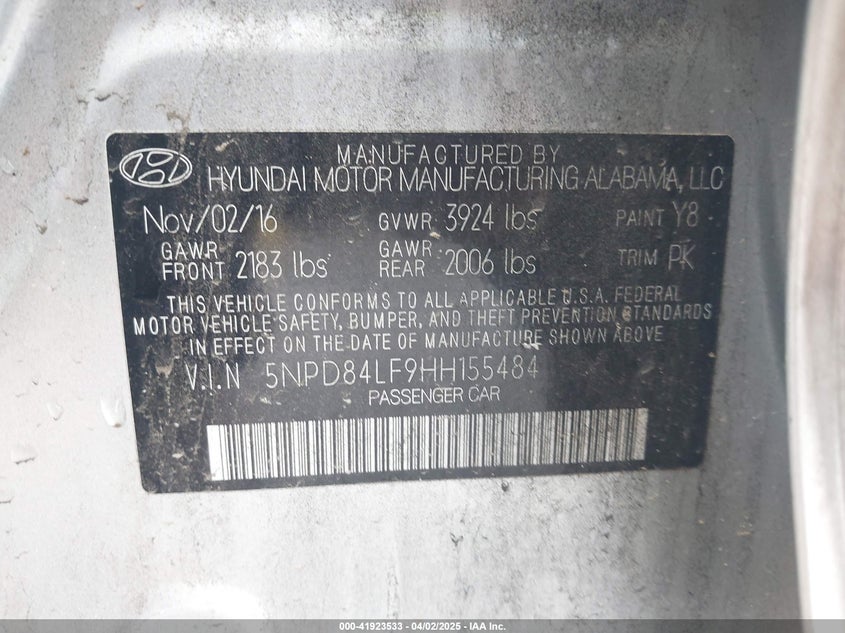 MANUFACTURED BY
HYUNDAI MOTOR MANUFACTURING ALABAMA, LLC
Nov/02/16 GVWR 3924 lbs PAINT Y8
GAWR FRONT 2183 lbs GAWR REAR 2006 lbs TRIM PK
THIS VEHICLE CONFORMS TO ALL APPLICABLE U.S.A. FEDERAL
MOTOR VEHICLE SAFETY, BUMPER, AND THEFT PREVENTION STANDARDS
IN EFFECT ON THE DATE OF MANUFACTURE SHOWN ABOVE.
V.I.N 5NPD84LF9HH155484
PASSENGER CAR
000-41923533 - 04/02/2025 - IAA Inc.